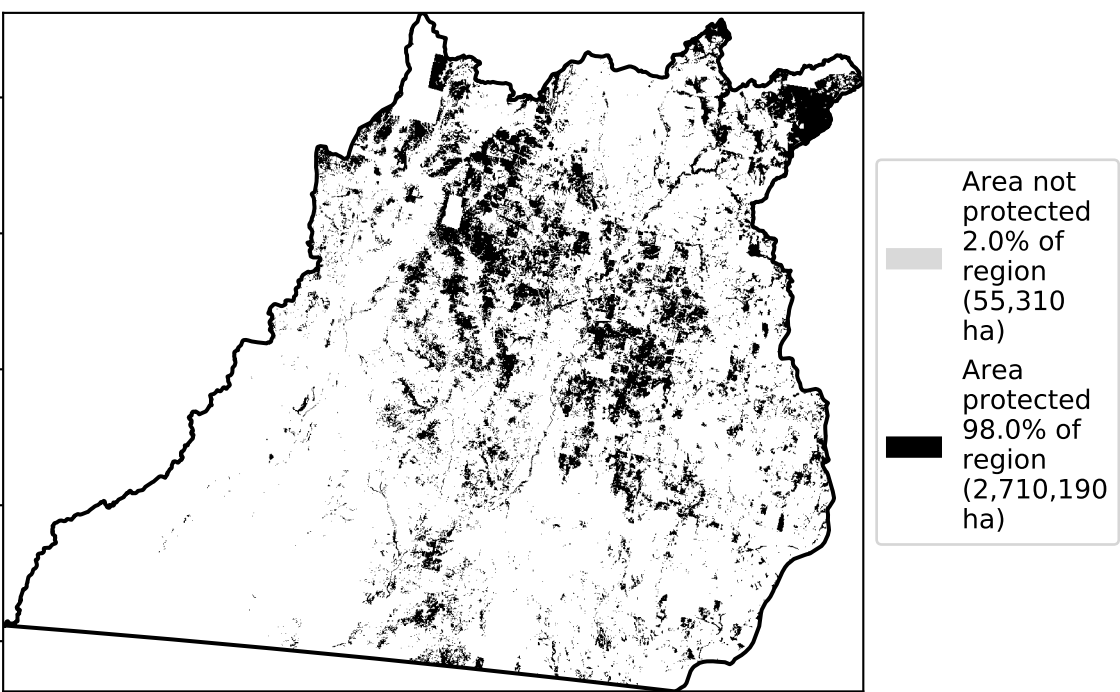 Area not
protected
2.0% of
region
(55,310
ha)
Area
protected
98.0% of
region
(2,710,190
ha)